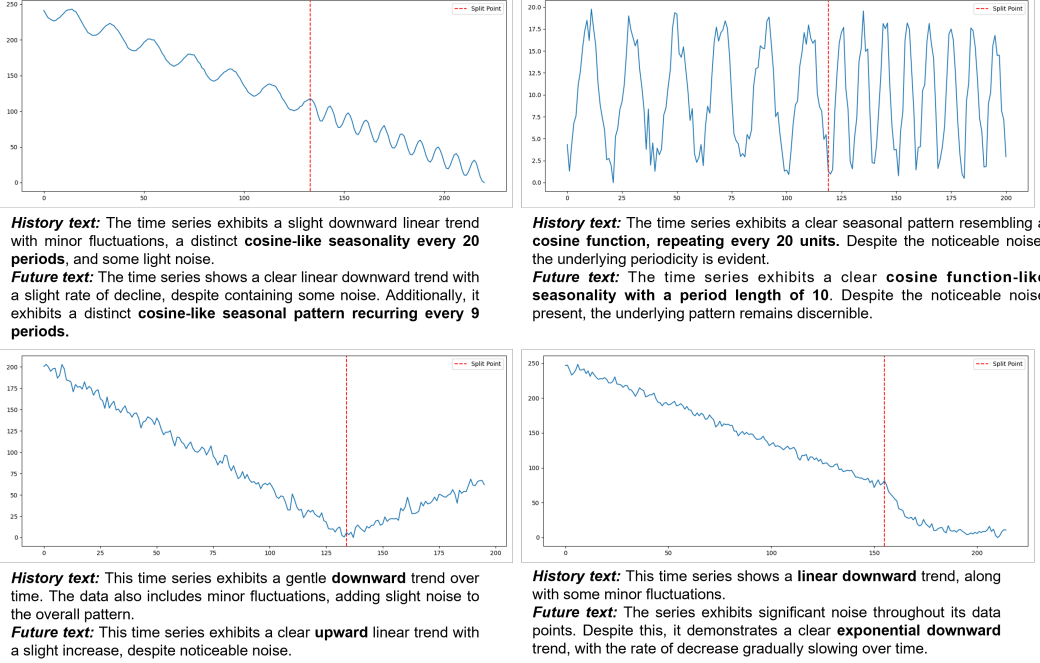 250
200
150
100
50
0
0
50
100
150
200
Split Point
History text: The time series exhibits a slight downward linear trend
with minor fluctuations, a distinct cosine-like seasonality every 20
periods, and some light noise.
Future text: The time series shows a clear linear downward trend with
a slight rate of decline, despite containing some noise. Additionally, it
exhibits a distinct cosine-like seasonal pattern recurring every 9
periods.
20.0
17.5
15.0
12.5
10.0
7.5
5.0
2.5
0.0
0
25
50
75
100
125
150
175
200
Split Point
History text: The time series exhibits a clear seasonal pattern resembling a
cosine function, repeating every 20 units. Despite the noticeable noise
the underlying periodicity is evident.
Future text: The time series exhibits a clear cosine function-like
seasonality with a period length of 10. Despite the noticeable noise
present, the underlying pattern remains discernible.
200
175
150
125
100
75
50
25
0
0
25
50
75
100
125
150
175
200
Split Point
History text: This time series exhibits a gentle downward trend over
time. The data also includes minor fluctuations, adding slight noise to
the overall pattern.
Future text: This time series exhibits a clear upward linear trend with
a slight increase, despite noticeable noise.
250
200
150
100
50
0
0
50
100
150
200
Split Point
History text: This time series shows a linear downward trend, along
with some minor fluctuations.
Future text: The series exhibits significant noise throughout its data
points. Despite this, it demonstrates a clear exponential downward
trend, with the rate of decrease gradually slowing over time.